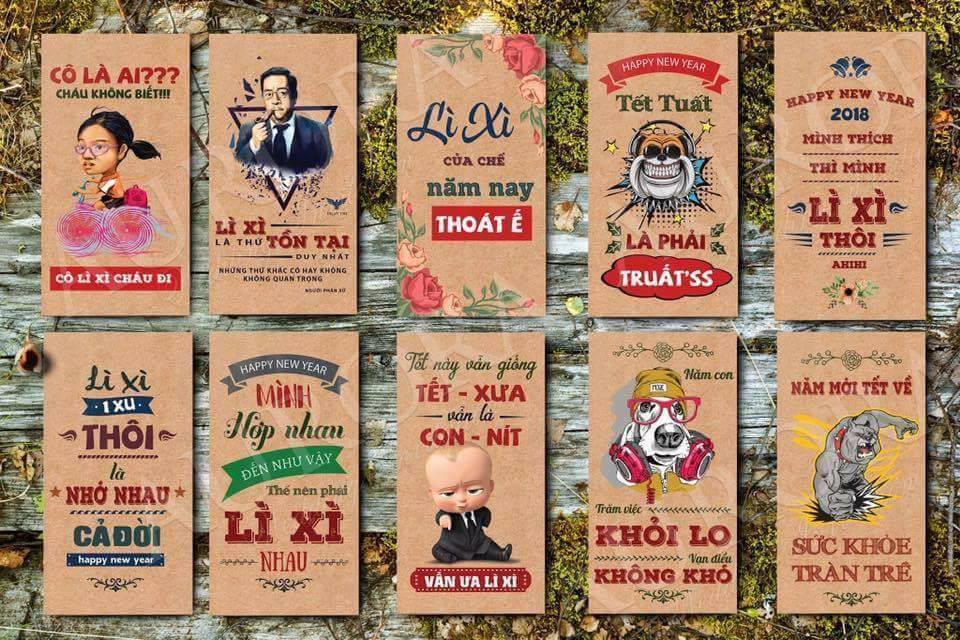 CÔ LÀ AI???
CHÁU KHÔNG BIẾT!!!
CÔ LÌ XÌ CHÁU ĐI
LÌ XÌ
LÀ THỨ TỒN TẠI
DUY NHẤT
NHỮNG THỨ KHÁC CÓ HAY KHÔNG
KHÔNG QUAN TRỌNG
NGƯỜI PHÁN XỬ
Lì Xì
CỦA CHẾ
năm nay
THOÁT Ế
HAPPY NEW YEAR
Tết Tuất
LÀ PHẢI
TRUẤT'SS
HAPPY NEW YEAR
2018
MÌNH THÍCH
THÌ MÌNH
LÌ XÌ
THÔI
AHIHI
Lì Xì
1 XU
THÔI
là
NHỚ NHAU
CẢ ĐỜI
happy new year
HAPPY NEW YEAR
MÌNH
Hợp nhau
ĐẾN NHƯ VẬY
Thế nên phải
LÌ XÌ
NHAU
Tết này vẫn giống
TẾT - XƯA
vẫn là
CON - NÍT
VẪN ƯA LÌ XÌ
Năm con
Trăm việc
KHỎI LO
Vạn điều
KHÔNG KHÓ
NĂM MỚI TẾT VỀ
SỨC KHỎE
TRÀN TRỀ